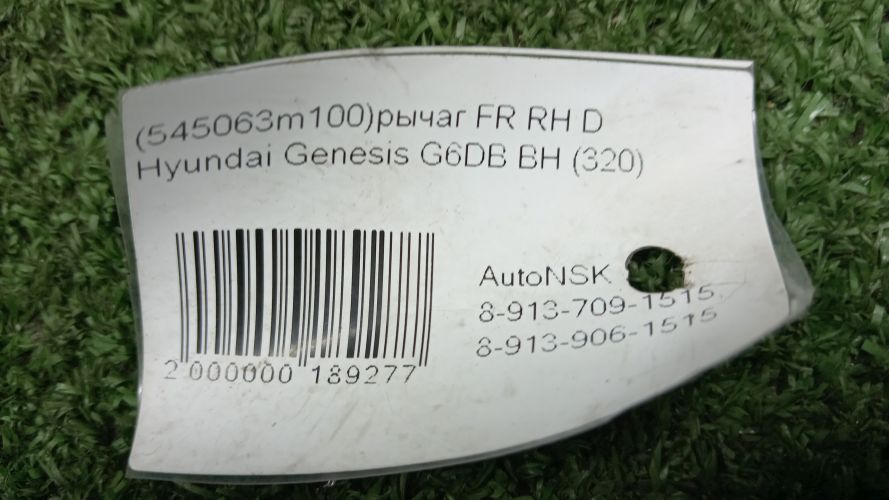 (545063m100)рычаг FR RH D
Hyundai Genesis G6DB BH (320)
AutoNSK
8-913-709-1515
8-913-906-1515
2 000000 189277